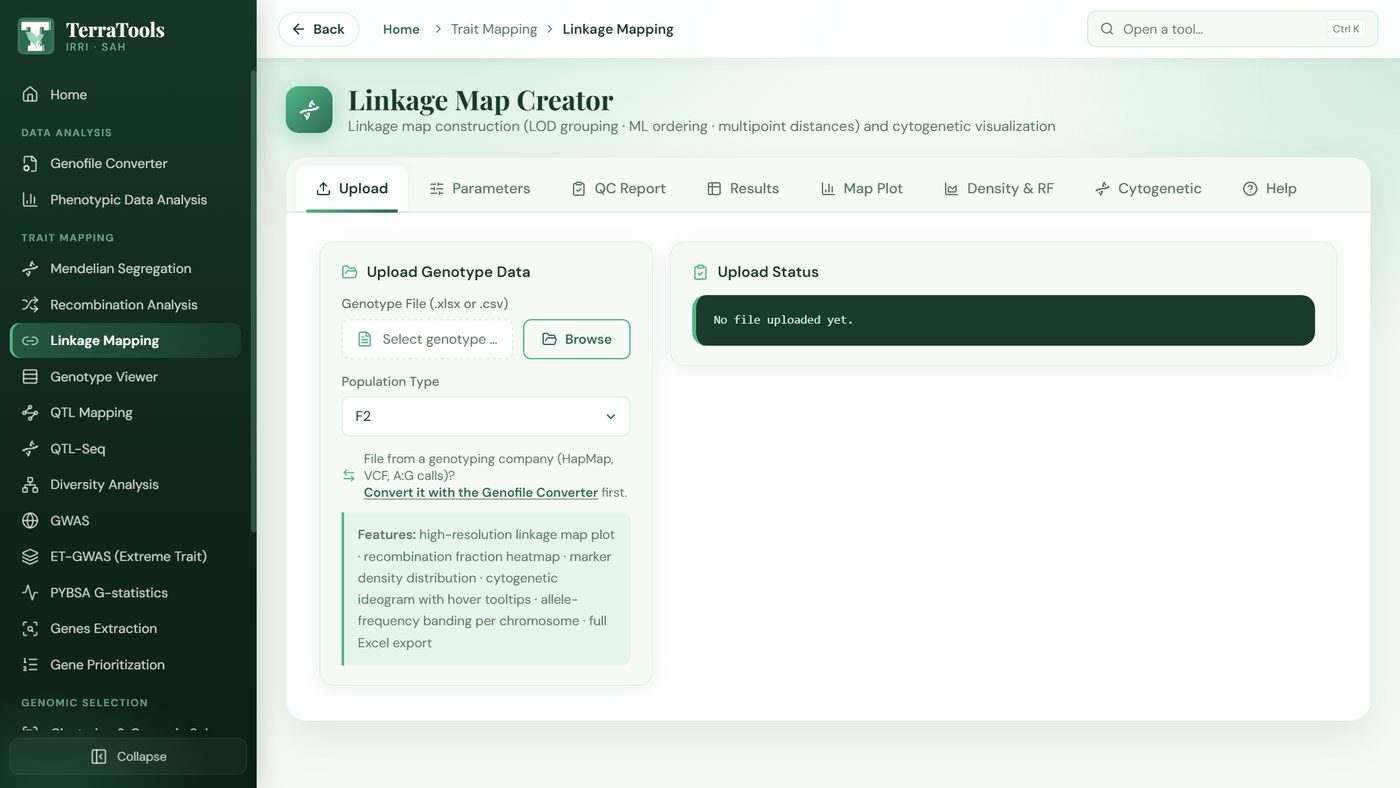 TerraTools
IRRI · SAH
Home
DATA ANALYSIS
Genofile Converter
Phenotypic Data Analysis
TRAIT MAPPING
Mendelian Segregation
Recombination Analysis
Linkage Mapping
Genotype Viewer
QTL Mapping
QTL-Seq
Diversity Analysis
GWAS
ET-GWAS (Extreme Trait)
PYBSA G-statistics
Genes Extraction
Gene Prioritization
GENOMIC SELECTION
Collapse
Back
Home > Trait Mapping > Linkage Mapping
Open a tool...
Ctrl K
Linkage Map Creator
Linkage map construction (LOD grouping · ML ordering · multipoint distances) and cytogenetic visualization
Upload
Parameters
QC Report
Results
Map Plot
Density & RF
Cytogenetic
Help
Upload Genotype Data
Genotype File (.xlsx or .csv)
Select genotype ...
Browse
Population Type
F2
File from a genotyping company (HapMap,
VCF, A:G calls)?
Convert it with the Genofile Converter first.
Features: high-resolution linkage map plot
· recombination fraction heatmap · marker
density distribution · cytogenetic
ideogram with hover tooltips · allele-
frequency banding per chromosome · full
Excel export
Upload Status
No file uploaded yet.